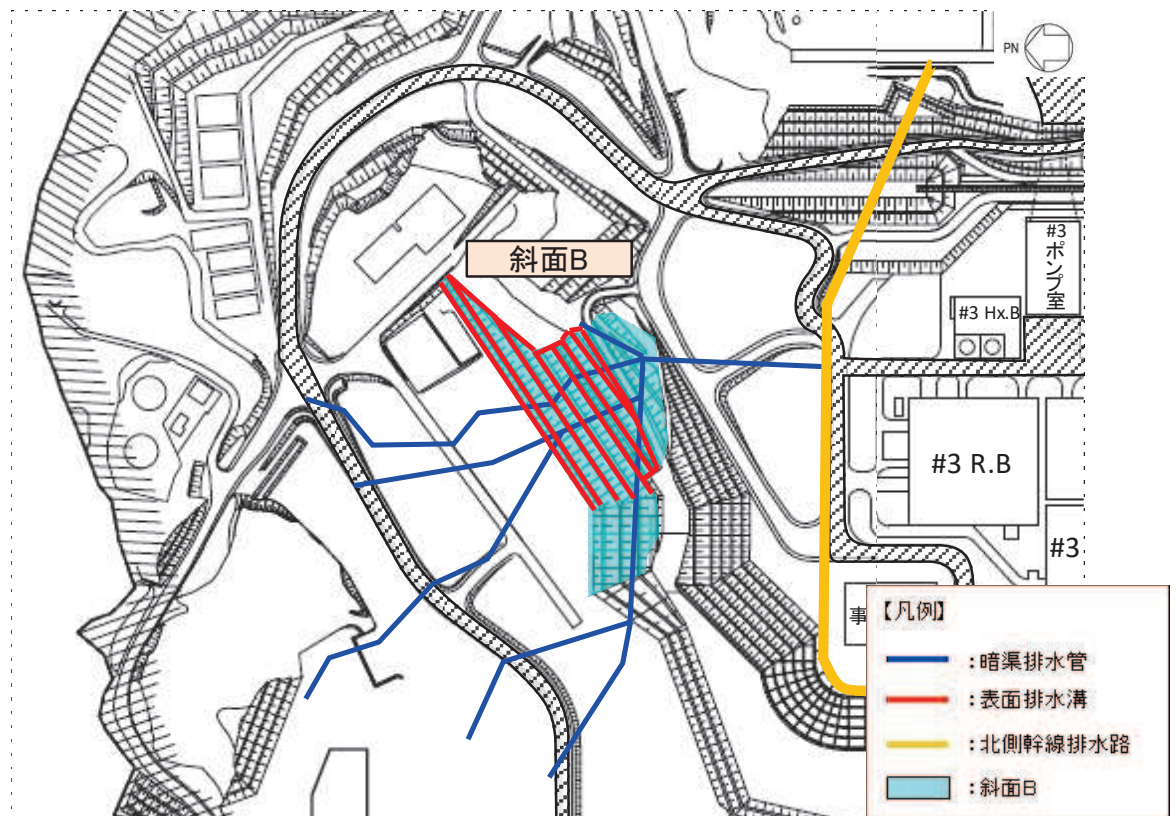 PN
斜面B
#3
ポンプ室
#3 Hx.B
#3 R.B
#3
事
【凡例】
:暗渠排水管
:表面排水溝
:北側幹線排水路
:斜面B